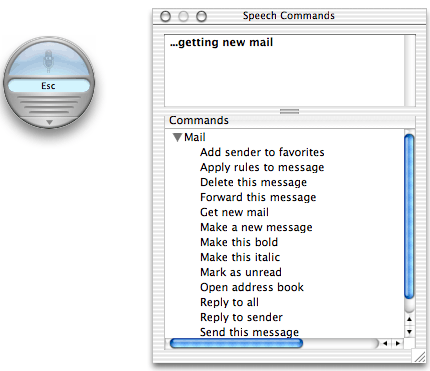 Speech Commands
...getting new mail
Esc
Commands
Mail
Add sender to favorites
Apply rules to message
Delete this message
Forward this message
Get new mail
Make a new message
Make this bold
Make this italic
Mark as unread
Open address book
Reply to all
Reply to sender
Send this message